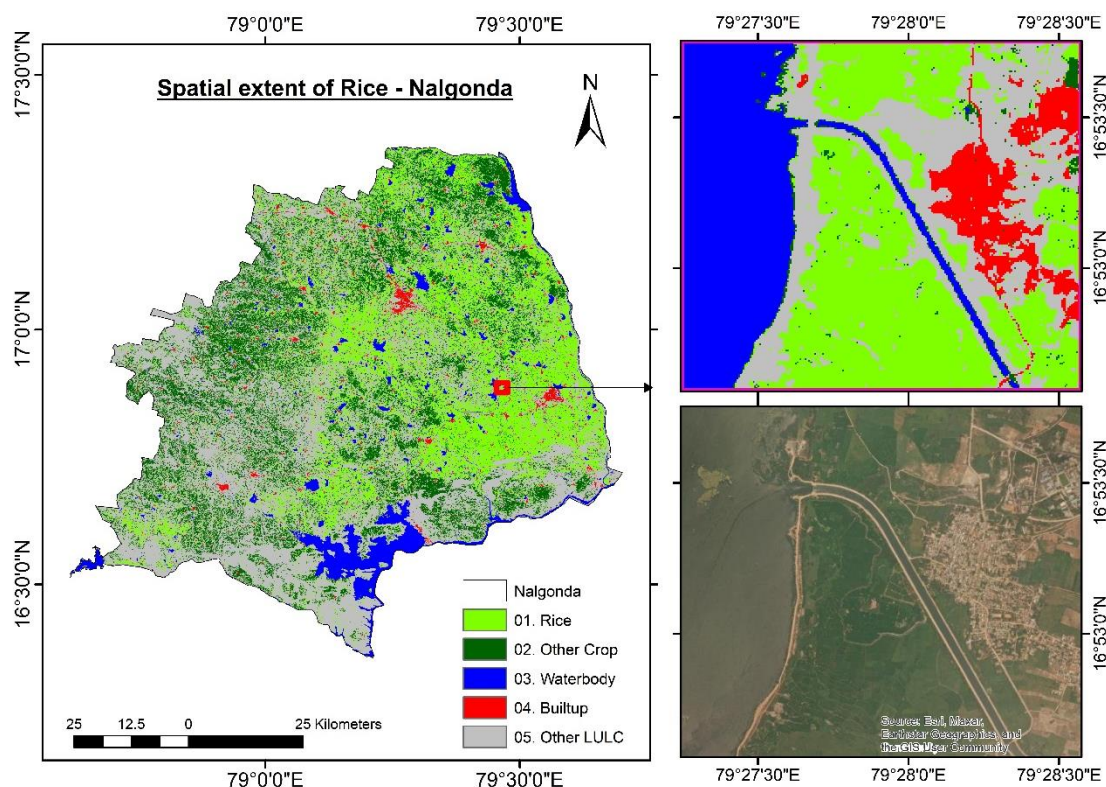 79°0'0"E 79°30'0"E
17°30'0"N
17°0'0"N
16°30'0"N
Spatial extent of Rice - Nalgonda
N
Nalgonda
01. Rice
02. Other Crop
03. Waterbody
04. Builtup
05. Other LULC
25 12.5 0 25 Kilometers
79°0'0"E 79°30'0"E
79°27'30"E 79°28'0"E 79°28'30"E
16°53'30"N
16°53'0"N
16°53'30"N
16°53'0"N
Source: Esri, Maxar,
Earthstar Geographics, and
the GIS User Community
79°27'30"E 79°28'0"E 79°28'30"E